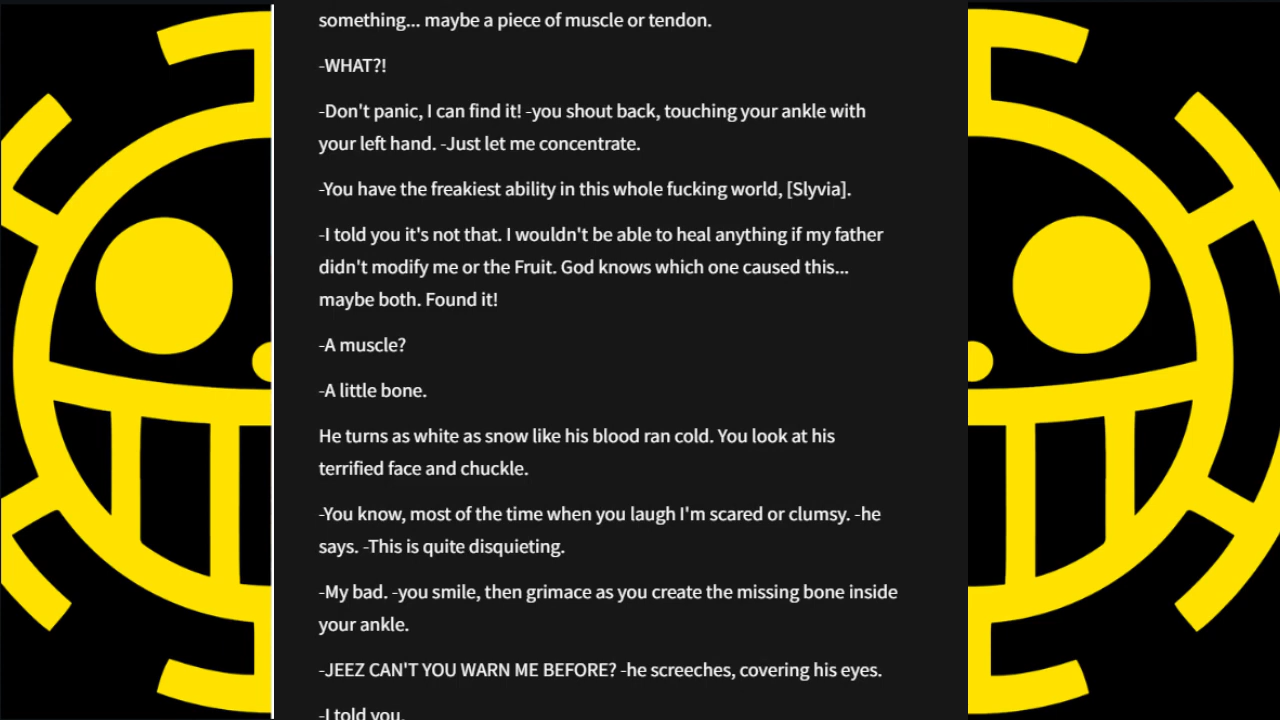 something... maybe a piece of muscle or tendon.
-WHAT?!
-Don't panic, I can find it! -you shout back, touching your ankle with
your left hand. -Just let me concentrate.
-You have the freakiest ability in this whole fucking world, [Slyvia].
-I told you it's not that. I wouldn't be able to heal anything if my father
didn't modify me or the Fruit. God knows which one caused this...
maybe both. Found it!
-A muscle?
-A little bone.
He turns as white as snow like his blood ran cold. You look at his
terrified face and chuckle.
-You know, most of the time when you laugh I'm scared or clumsy. -he
says. -This is quite disquieting.
-My bad. -you smile, then grimace as you create the missing bone inside
your ankle.
-JEEZ CAN'T YOU WARN ME BEFORE? -he screeches, covering his eyes.
-I told you.